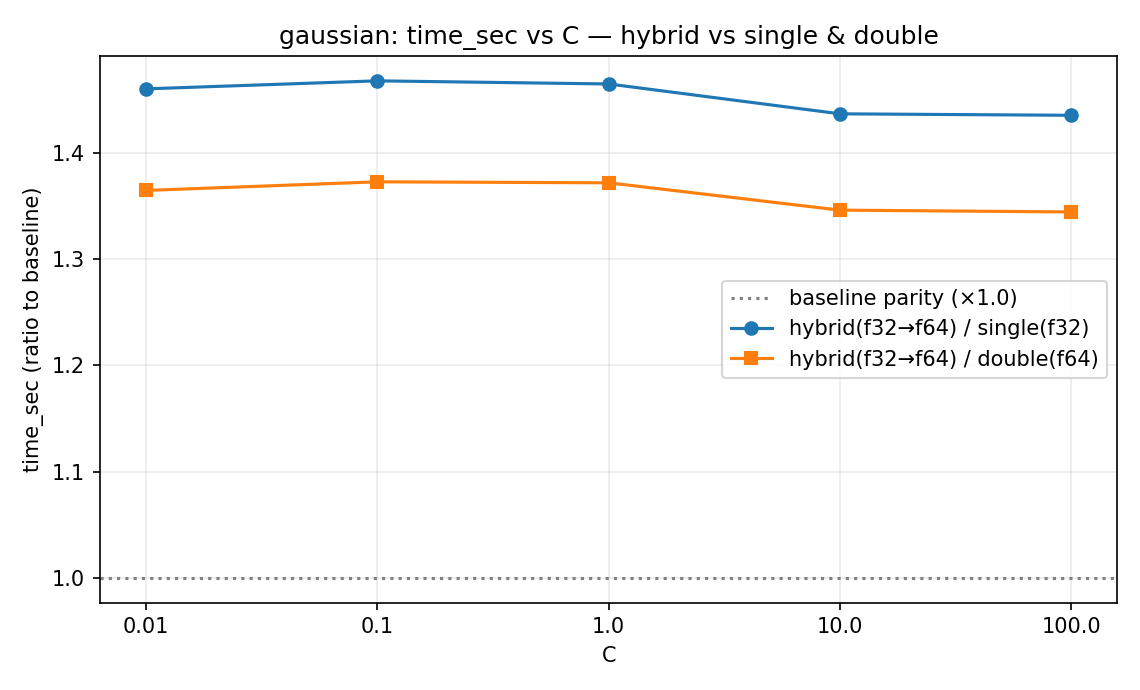 gaussian: time_sec vs C — hybrid vs single & double
time_sec (ratio to baseline)
1.4
1.3
1.2
1.1
1.0
baseline parity (×1.0)
hybrid(f32→f64) / single(f32)
hybrid(f32→f64) / double(f64)
0.01
0.1
1.0
10.0
100.0
C